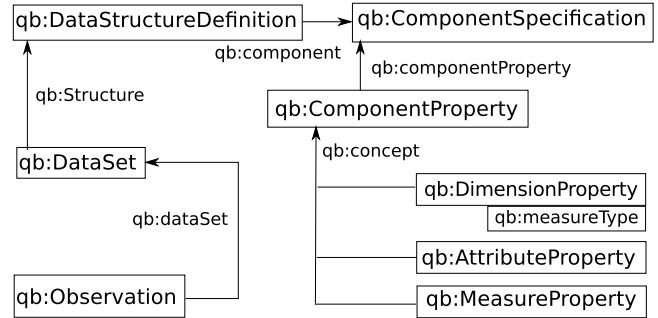 qb:DataStructureDefinition
qb:ComponentSpecification
qb:component
qb:componentProperty
qb:Structure
qb:ComponentProperty
qb:concept
qb:DataSet
qb:DimensionProperty
qb:measureType
qb:dataSet
qb:AttributeProperty
qb:Observation
qb:MeasureProperty